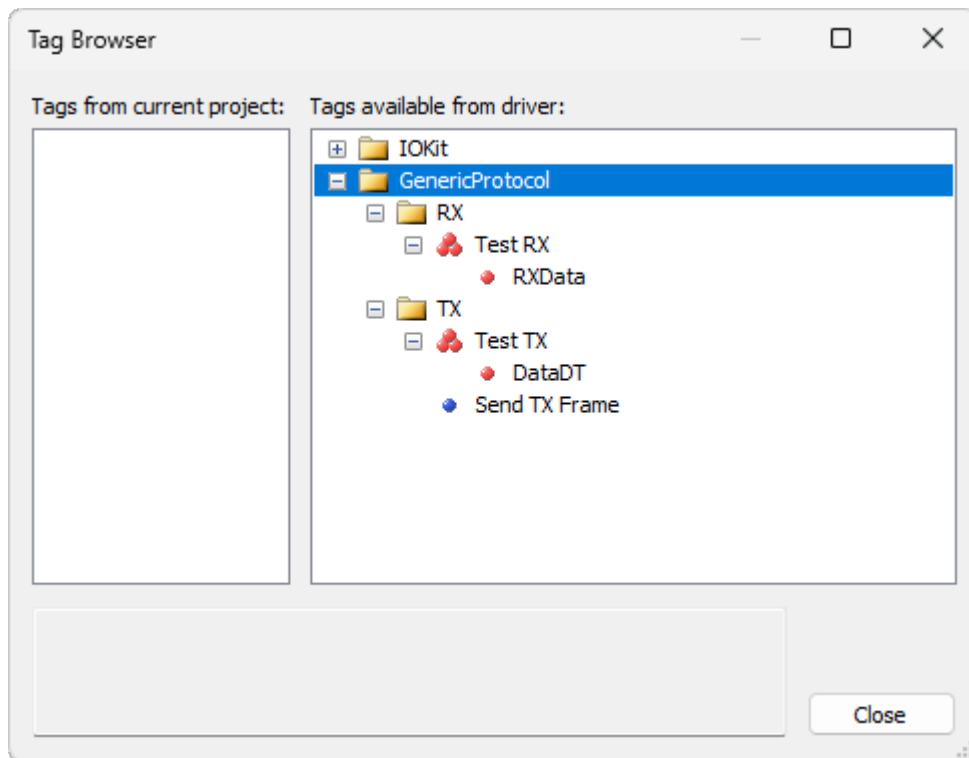 Tag Browser
Tags from current project:
Tags available from driver:
IOKit
GenericProtocol
RX
Test RX
RXData
TX
Test TX
DataDT
Send TX Frame
Close